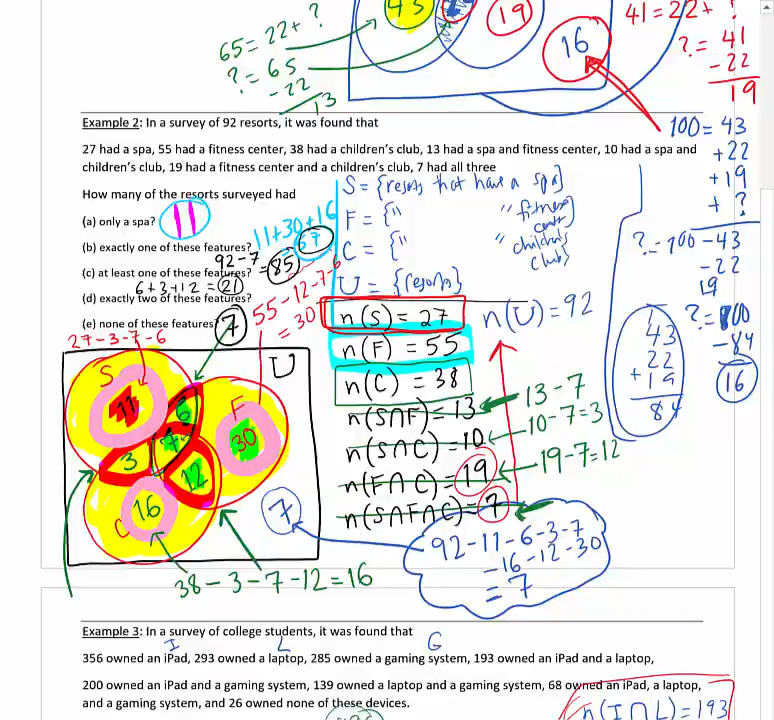 65 = 22 + ?
? = 65
- 22
13
43
19
16
41 = 22 + ?
? = 41
- 22
19
100 = 43
+ 22
+ 19
+ ?
Example 2: In a survey of 92 resorts, it was found that
27 had a spa, 55 had a fitness center, 38 had a children's club, 13 had a spa and fitness center, 10 had a spa and
children's club, 19 had a fitness center and a children's club, 7 had all three
How many of the resorts surveyed had
(a) only a spa? 11
(b) exactly one of these features? 11+30+16
= 57
(c) at least one of these features? 92-7
= 85
(d) exactly two of these features? 6+3+12 = 21
(e) none of these features? 7
S = {resorts that have a spa}
F = {" " fitness center
C = {" " children's club}
U = {resorts}
n(S) = 27
n(U) = 92
n(F) = 55
n(C) = 38
n(S∩F) = 13
13 - 7
n(S∩C) = 10
10 - 7 = 3
n(F∩C) = 19
19 - 7 = 12
n(S∩F∩C) = 7
? = 100 - 43
- 22
19
? = 100
- 84
16
43
22
+ 19
84
27-3-7-6
55-12-7-6
= 30
U
S
F
C
11
6
7
3
12
30
16
7
38 - 3 - 7 - 12 = 16
92-11-6-3-7
-16-12-30
= 7
Example 3: In a survey of college students, it was found that
I L G
356 owned an iPad, 293 owned a laptop, 285 owned a gaming system, 193 owned an iPad and a laptop,
200 owned an iPad and a gaming system, 139 owned a laptop and a gaming system, 68 owned an iPad, a laptop,
and a gaming system, and 26 owned none of these devices.
n(I∩L) = 193